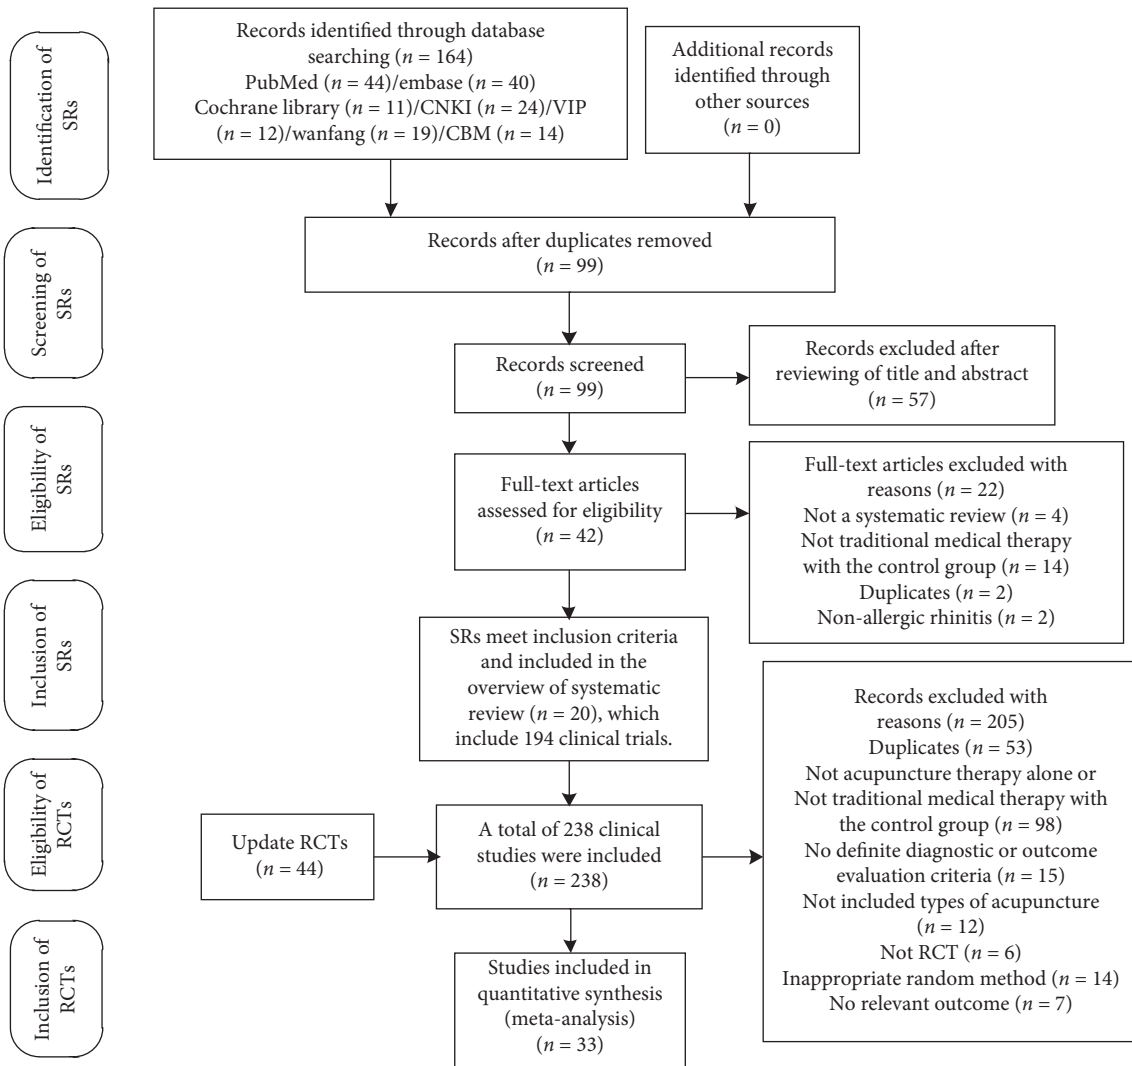 Identification of
SRs
Records identified through database
searching (n = 164)
PubMed (n = 44)/embase (n = 40)
Cochrane library (n = 11)/CNKI (n = 24)/VIP
(n = 12)/wanfang (n = 19)/CBM (n = 14)
Additional records
identified through
other sources
(n = 0)
Records after duplicates removed
(n = 99)
Screening of
SRs
Records screened
(n = 99)
Records excluded after
reviewing of title and abstract
(n = 57)
Eligibility of
SRs
Full-text articles
assessed for eligibility
(n = 42)
Full-text articles excluded with
reasons (n = 22)
Not a systematic review (n = 4)
Not traditional medical therapy
with the control group (n = 14)
Duplicates (n = 2)
Non-allergic rhinitis (n = 2)
Inclusion of
SRs
SRs meet inclusion criteria
and included in the
overview of systematic
review (n = 20), which
include 194 clinical trials.
Eligibility of
RCTs
Update RCTs
(n = 44)
A total of 238 clinical
studies were included
(n = 238)
Records excluded with
reasons (n = 205)
Duplicates (n = 53)
Not acupuncture therapy alone or
Not traditional medical therapy with
the control group (n = 98)
No definite diagnostic or outcome
evaluation criteria (n = 15)
Not included types of acupuncture
(n = 12)
Not RCT (n = 6)
Inappropriate random method (n = 14)
No relevant outcome (n = 7)
Inclusion of
RCTs
Studies included in
quantitative synthesis
(meta-analysis)
(n = 33)